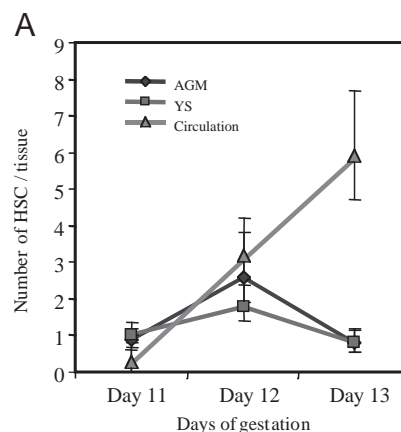 A
9
8
7
6
5
4
3
2
1
0
Number of HSC / tissue
AGM
YS
Circulation
Day 11 Day 12 Day 13
Days of gestation